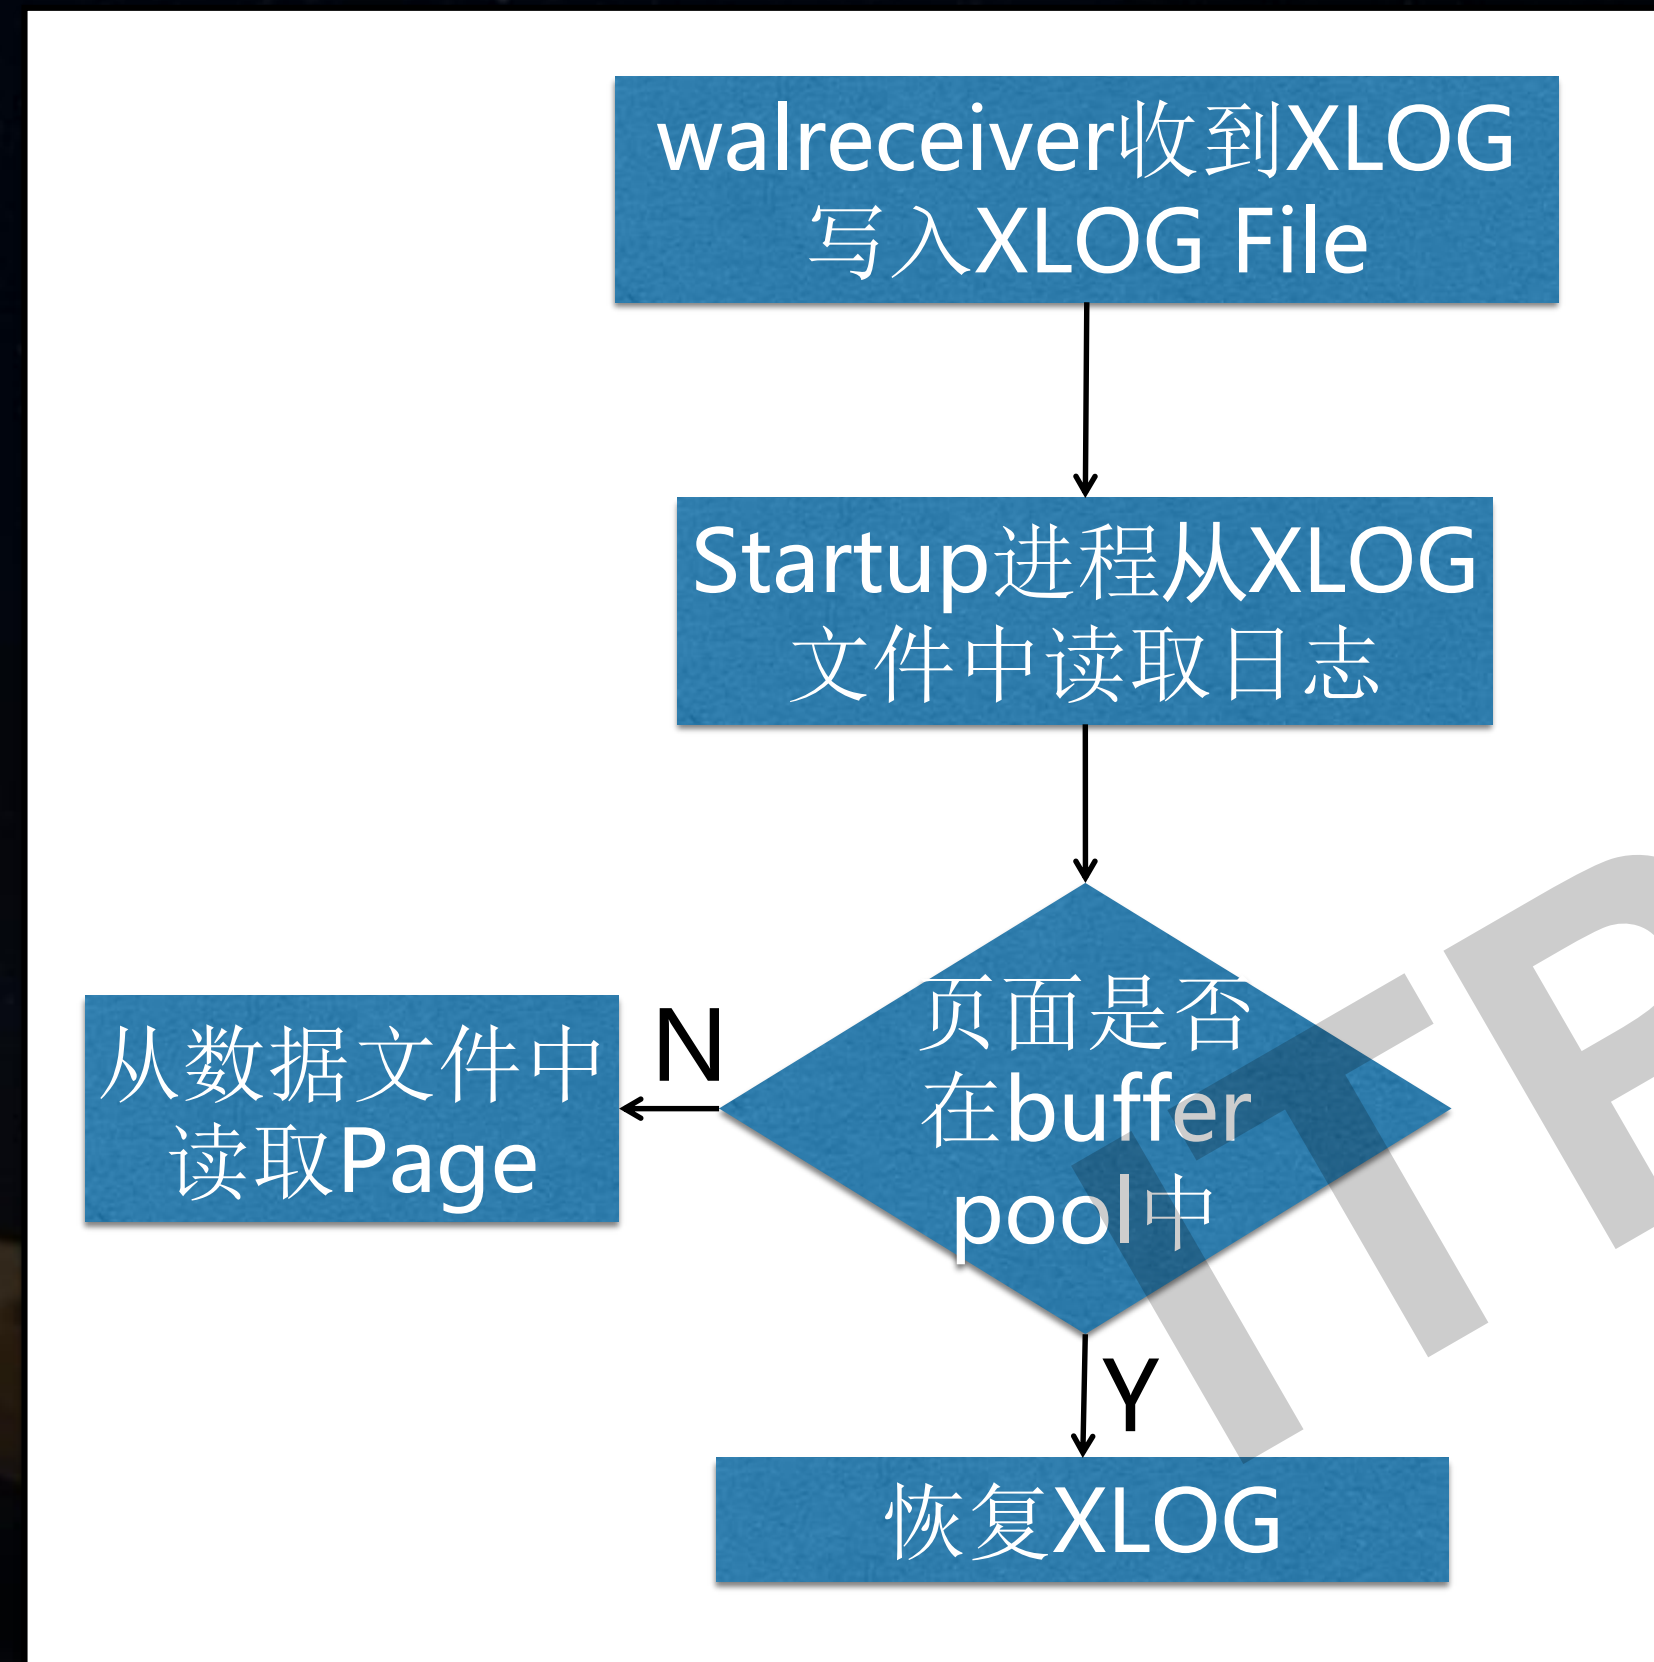 walreceiver收到XLOG
写入XLOG File
Startup进程从XLOG
文件中读取日志
页面是否
在buffer
pool中
N
从数据文件中
读取Page
Y
恢复XLOG